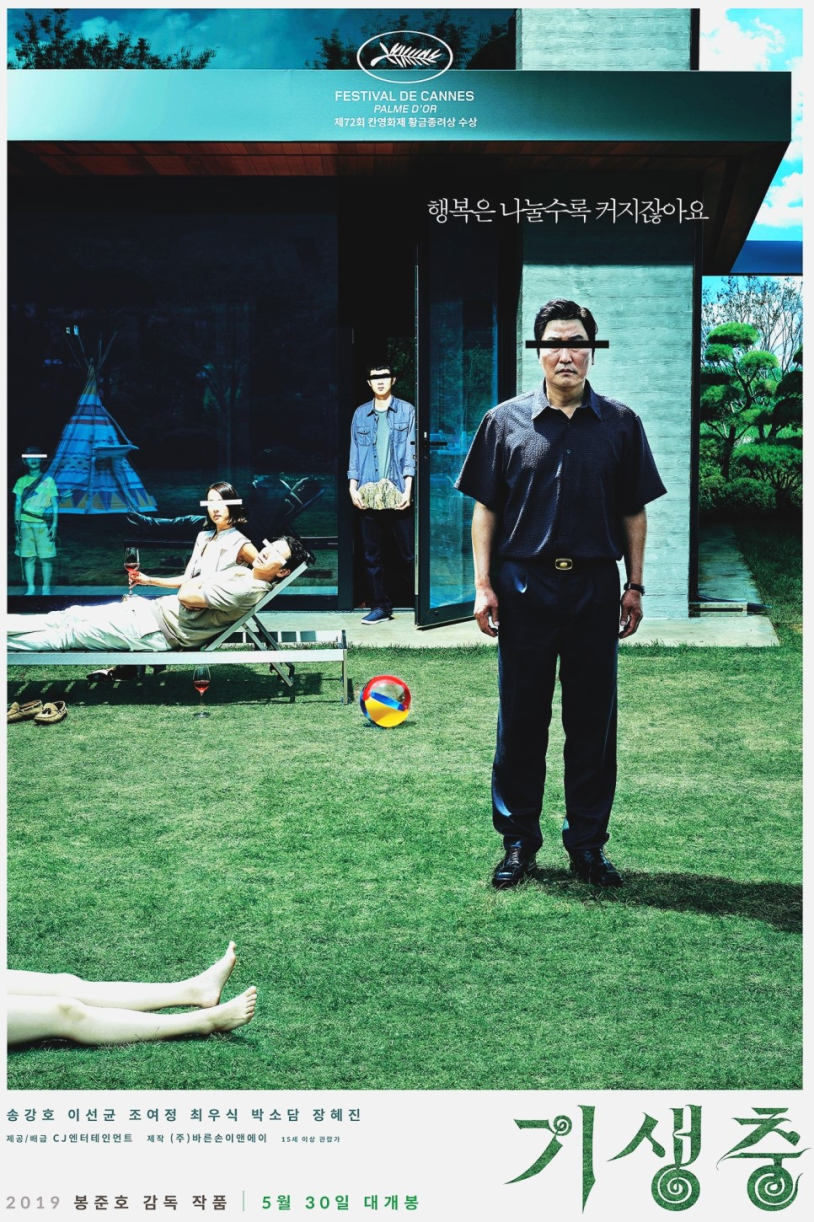 FESTIVAL DE CANNES
PALME D'OR
제72회 칸영화제 황금종려상 수상
행복은 나눌수록 커지잖아요
송강호 이선균 조여정 최우식 박소담 장혜진
제공/배급 CJ엔터테인먼트 제작 (주)바른손이앤에이 15세 이상 관람가
기생충
2019 봉준호 감독 작품 | 5월 30일 대개봉